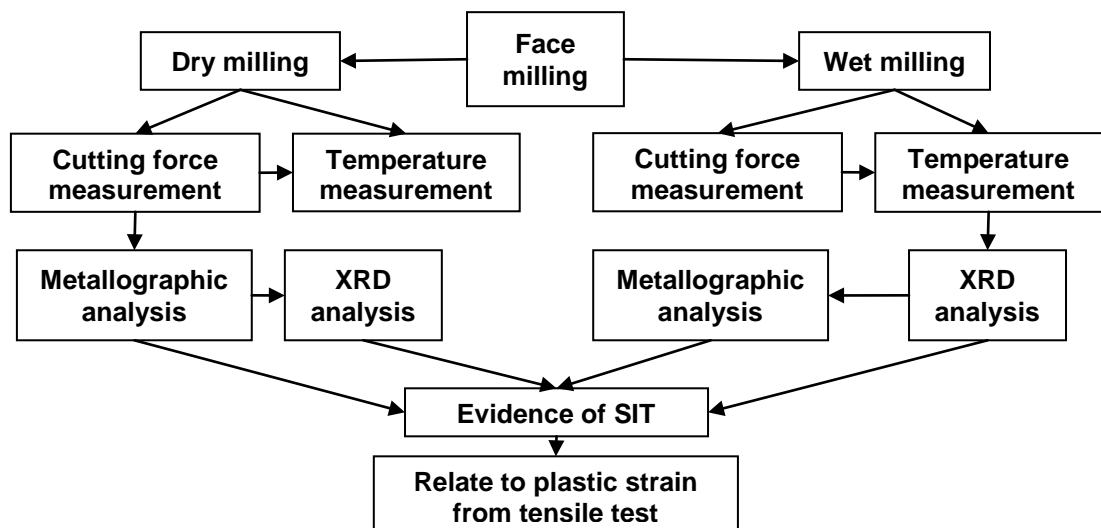 Face
milling
Dry milling
Wet milling
Cutting force
measurement
Temperature
measurement
Cutting force
measurement
Temperature
measurement
Metallographic
analysis
XRD
analysis
Metallographic
analysis
XRD
analysis
Evidence of SIT
Relate to plastic strain
from tensile test